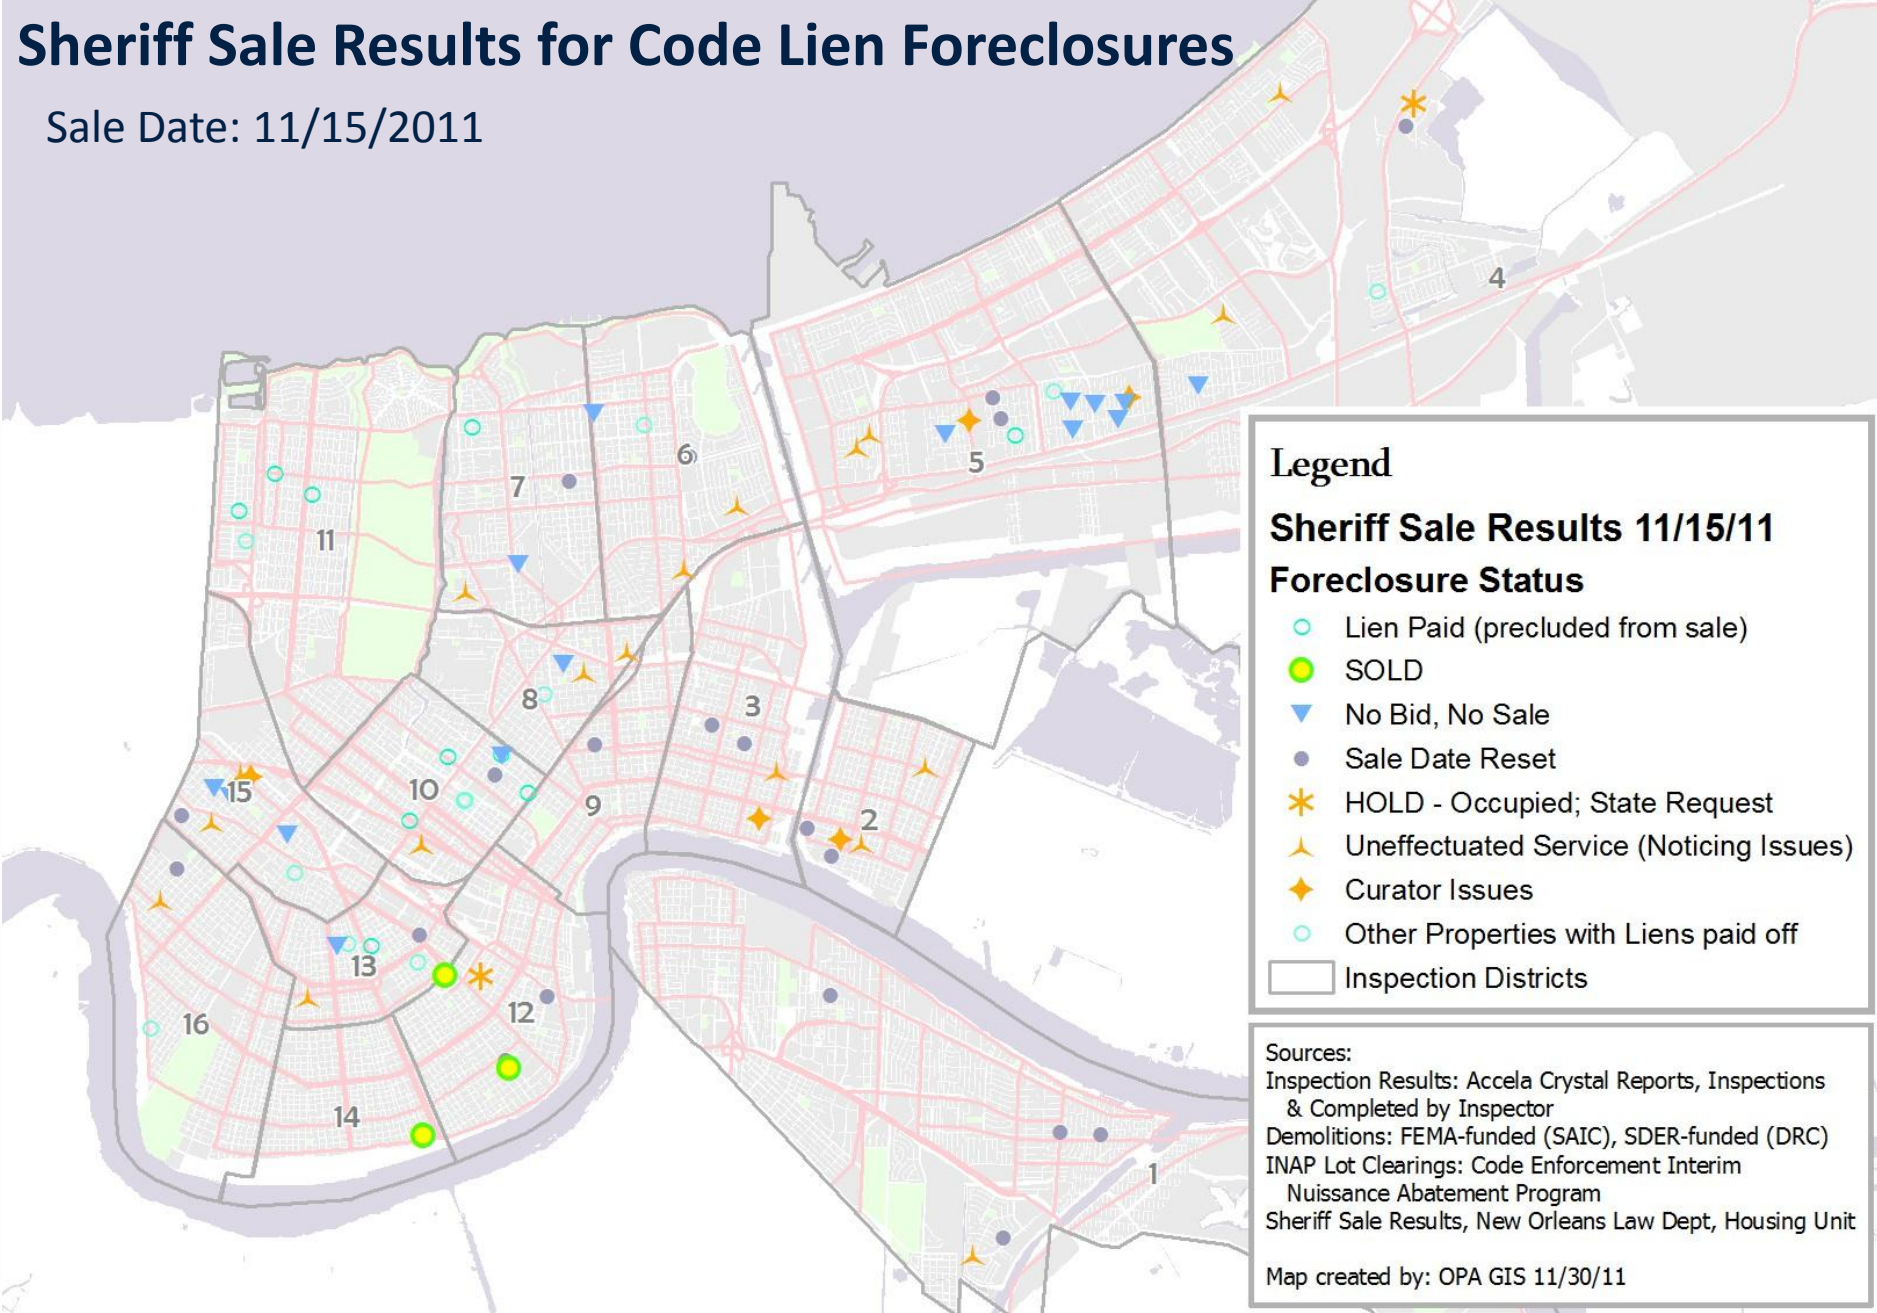 Sheriff Sale Results for Code Lien Foreclosures
Sale Date: 11/15/2011
4
6
5
7
11
8
3
15
10
9
2
13
12
16
14
1
Legend
Sheriff Sale Results 11/15/11
Foreclosure Status
Lien Paid (precluded from sale)
SOLD
No Bid, No Sale
Sale Date Reset
HOLD - Occupied; State Request
Uneffectuated Service (Noticing Issues)
Curator Issues
Other Properties with Liens paid off
Inspection Districts
Sources:
Inspection Results: Accela Crystal Reports, Inspections
& Completed by Inspector
Demolitions: FEMA-funded (SAIC), SDER-funded (DRC)
INAP Lot Clearings: Code Enforcement Interim
Nuissance Abatement Program
Sheriff Sale Results, New Orleans Law Dept, Housing Unit
Map created by: OPA GIS 11/30/11